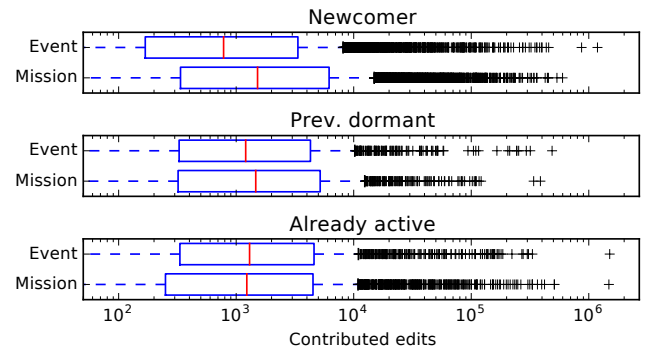 Newcomer
Event
Mission
Prev. dormant
Event
Mission
Already active
Event
Mission
10² 10³ 10⁴ 10⁵ 10⁶
Contributed edits